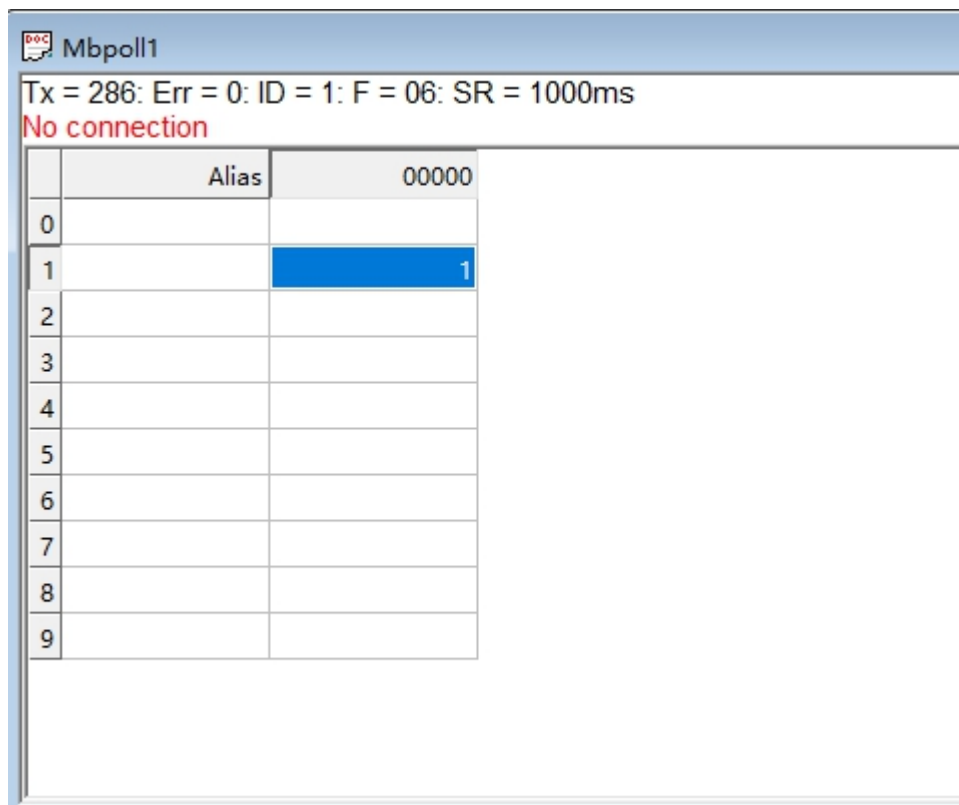 DOC
Mbpoll1
Tx = 286: Err = 0: ID = 1: F = 06: SR = 1000ms
No connection
Alias 00000
0
1 1
2
3
4
5
6
7
8
9